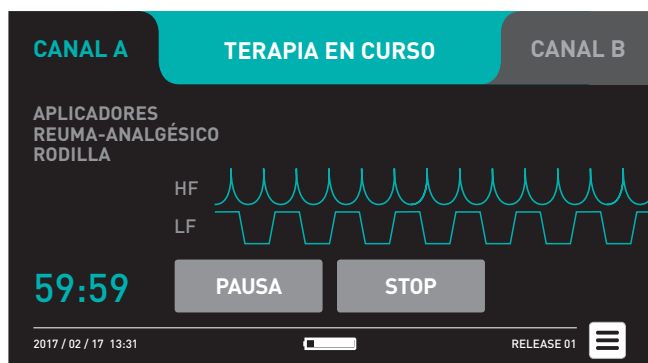 CANAL A
TERAPIA EN CURSO
CANAL B
APLICADORES
REUMA-ANALGÉSICO
RODILLA
HF
LF
59:59
PAUSA
STOP
2017 / 02 / 17 13:31
RELEASE 01